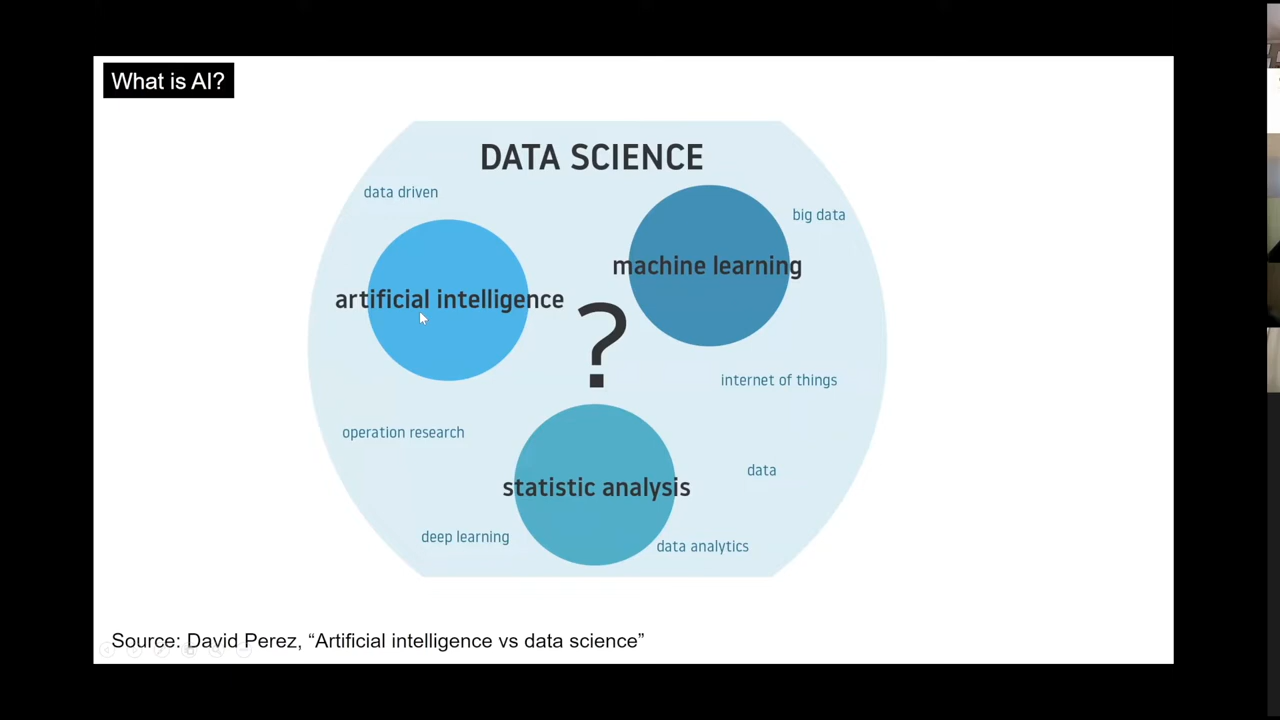 What is AI?
DATA SCIENCE
data driven
big data
machine learning
artificial intelligence
?
internet of things
operation research
data
statistic analysis
deep learning
data analytics
Source: David Perez, “Artificial intelligence vs data science”